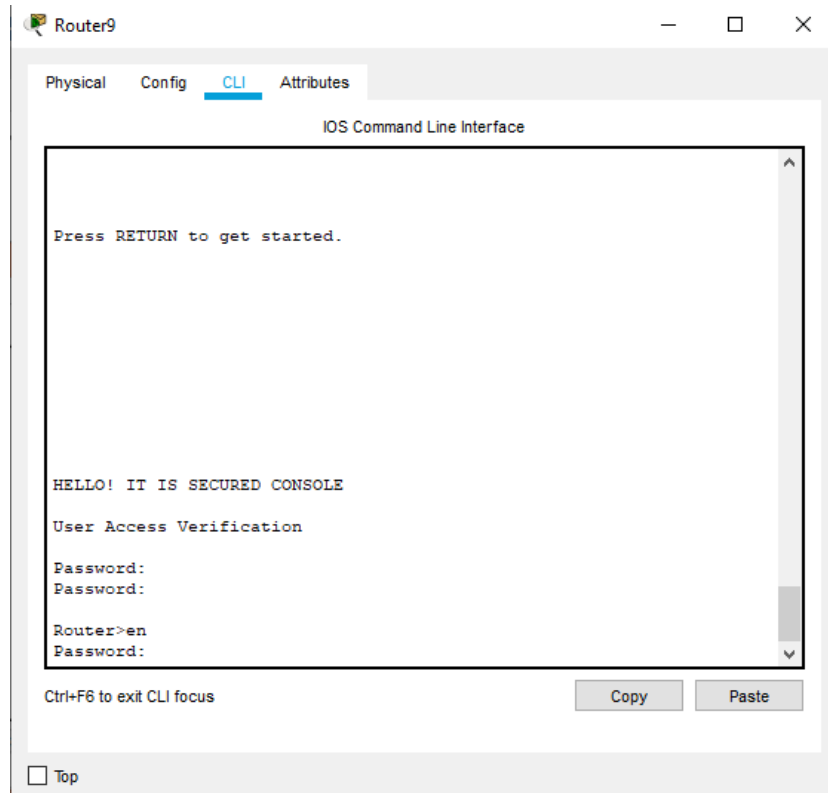 Router9
Physical Config CLI Attributes
IOS Command Line Interface
Press RETURN to get started.
HELLO! IT IS SECURED CONSOLE
User Access Verification
Password:
Password:
Router>en
Password:
Ctrl+F6 to exit CLI focus
Copy Paste
Top